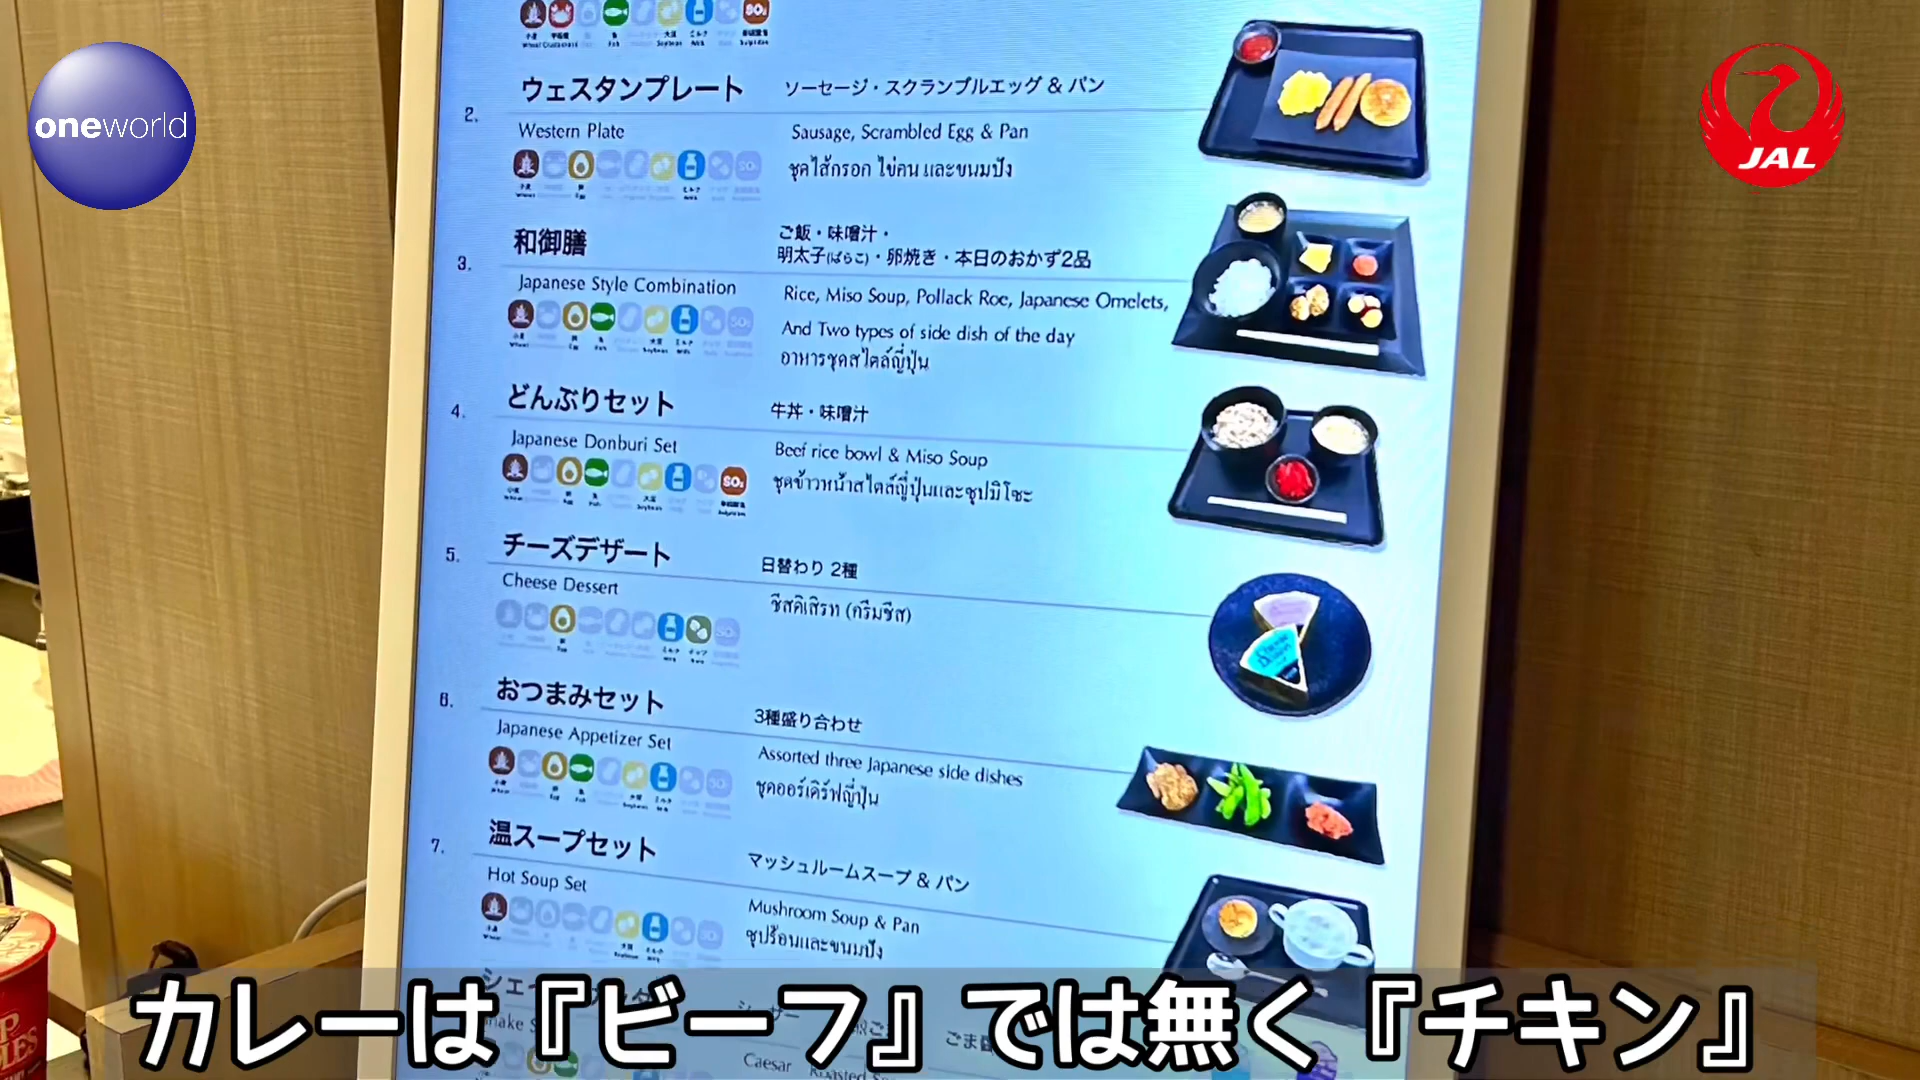 oneworld
JAL
SO₂
2.
ウェスタンプレート
ソーセージ・スクランブルエッグ & パン
Western Plate
Sausage, Scrambled Egg & Pan
ชุดไส้กรอก ไข่คน และขนมปัง
3.
和御膳
ご飯・味噌汁・
明太子(ばらこ)・卵焼き・本日のおかず2品
Japanese Style Combination
Rice, Miso Soup, Pollack Roe, Japanese Omelets,
And Two types of side dish of the day
อาหารชุดสไตล์ญี่ปุ่น
4.
どんぶりセット
牛丼・味噌汁
Japanese Donburi Set
Beef rice bowl & Miso Soup
ชุดข้าวหน้าสไตล์ญี่ปุ่นและซุปมิโซะ
SO₂
5.
チーズデザート
日替わり 2種
Cheese Dessert
ชีสดิเสิรท (ครีมชีส)
6.
おつまみセット
3種盛り合わせ
Japanese Appetizer Set
Assorted three Japanese side dishes
ชุดออร์เดิร์ฟญี่ปุ่น
7.
温スープセット
マッシュルームスープ & パン
Hot Soup Set
Mushroom Soup & Pan
ซุปร้อนและขนมปัง
Caesar
カレーは『ビーフ』では無く『チキン』